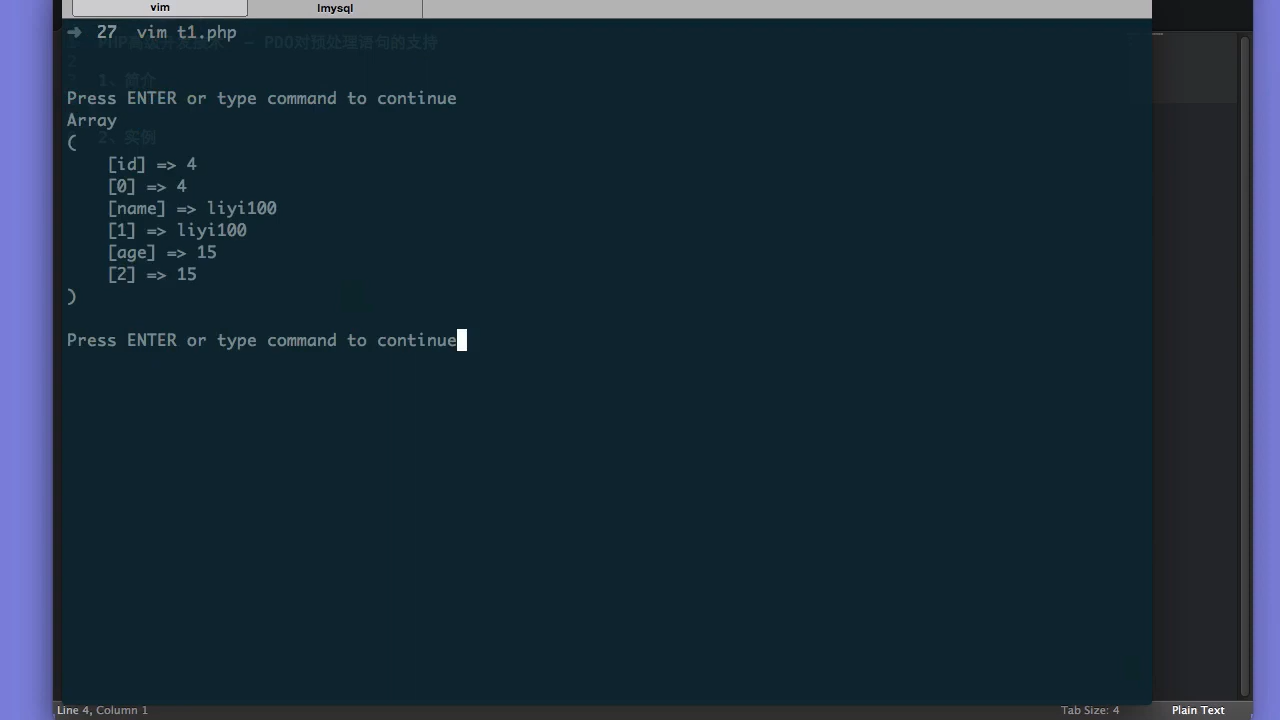 vim
lmysql
➜ 27 vim t1.php
1 PHP高级开发技术 — PDO对预处理语句的支持
2
3 1、简介
Press ENTER or type command to continue
Array
2、实例
(
[id] => 4
[0] => 4
[name] => liyi100
[1] => liyi100
[age] => 15
[2] => 15
)
Press ENTER or type command to continue
Line 4, Column 1
Tab Size: 4
Plain Text